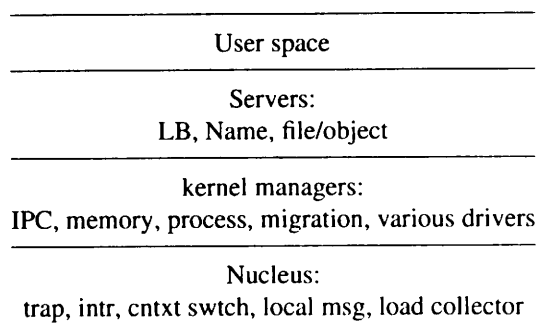 User space
Servers:
LB, Name, file/object
kernel managers:
IPC, memory, process, migration, various drivers
Nucleus:
trap, intr, cntxt swtch, local msg, load collector